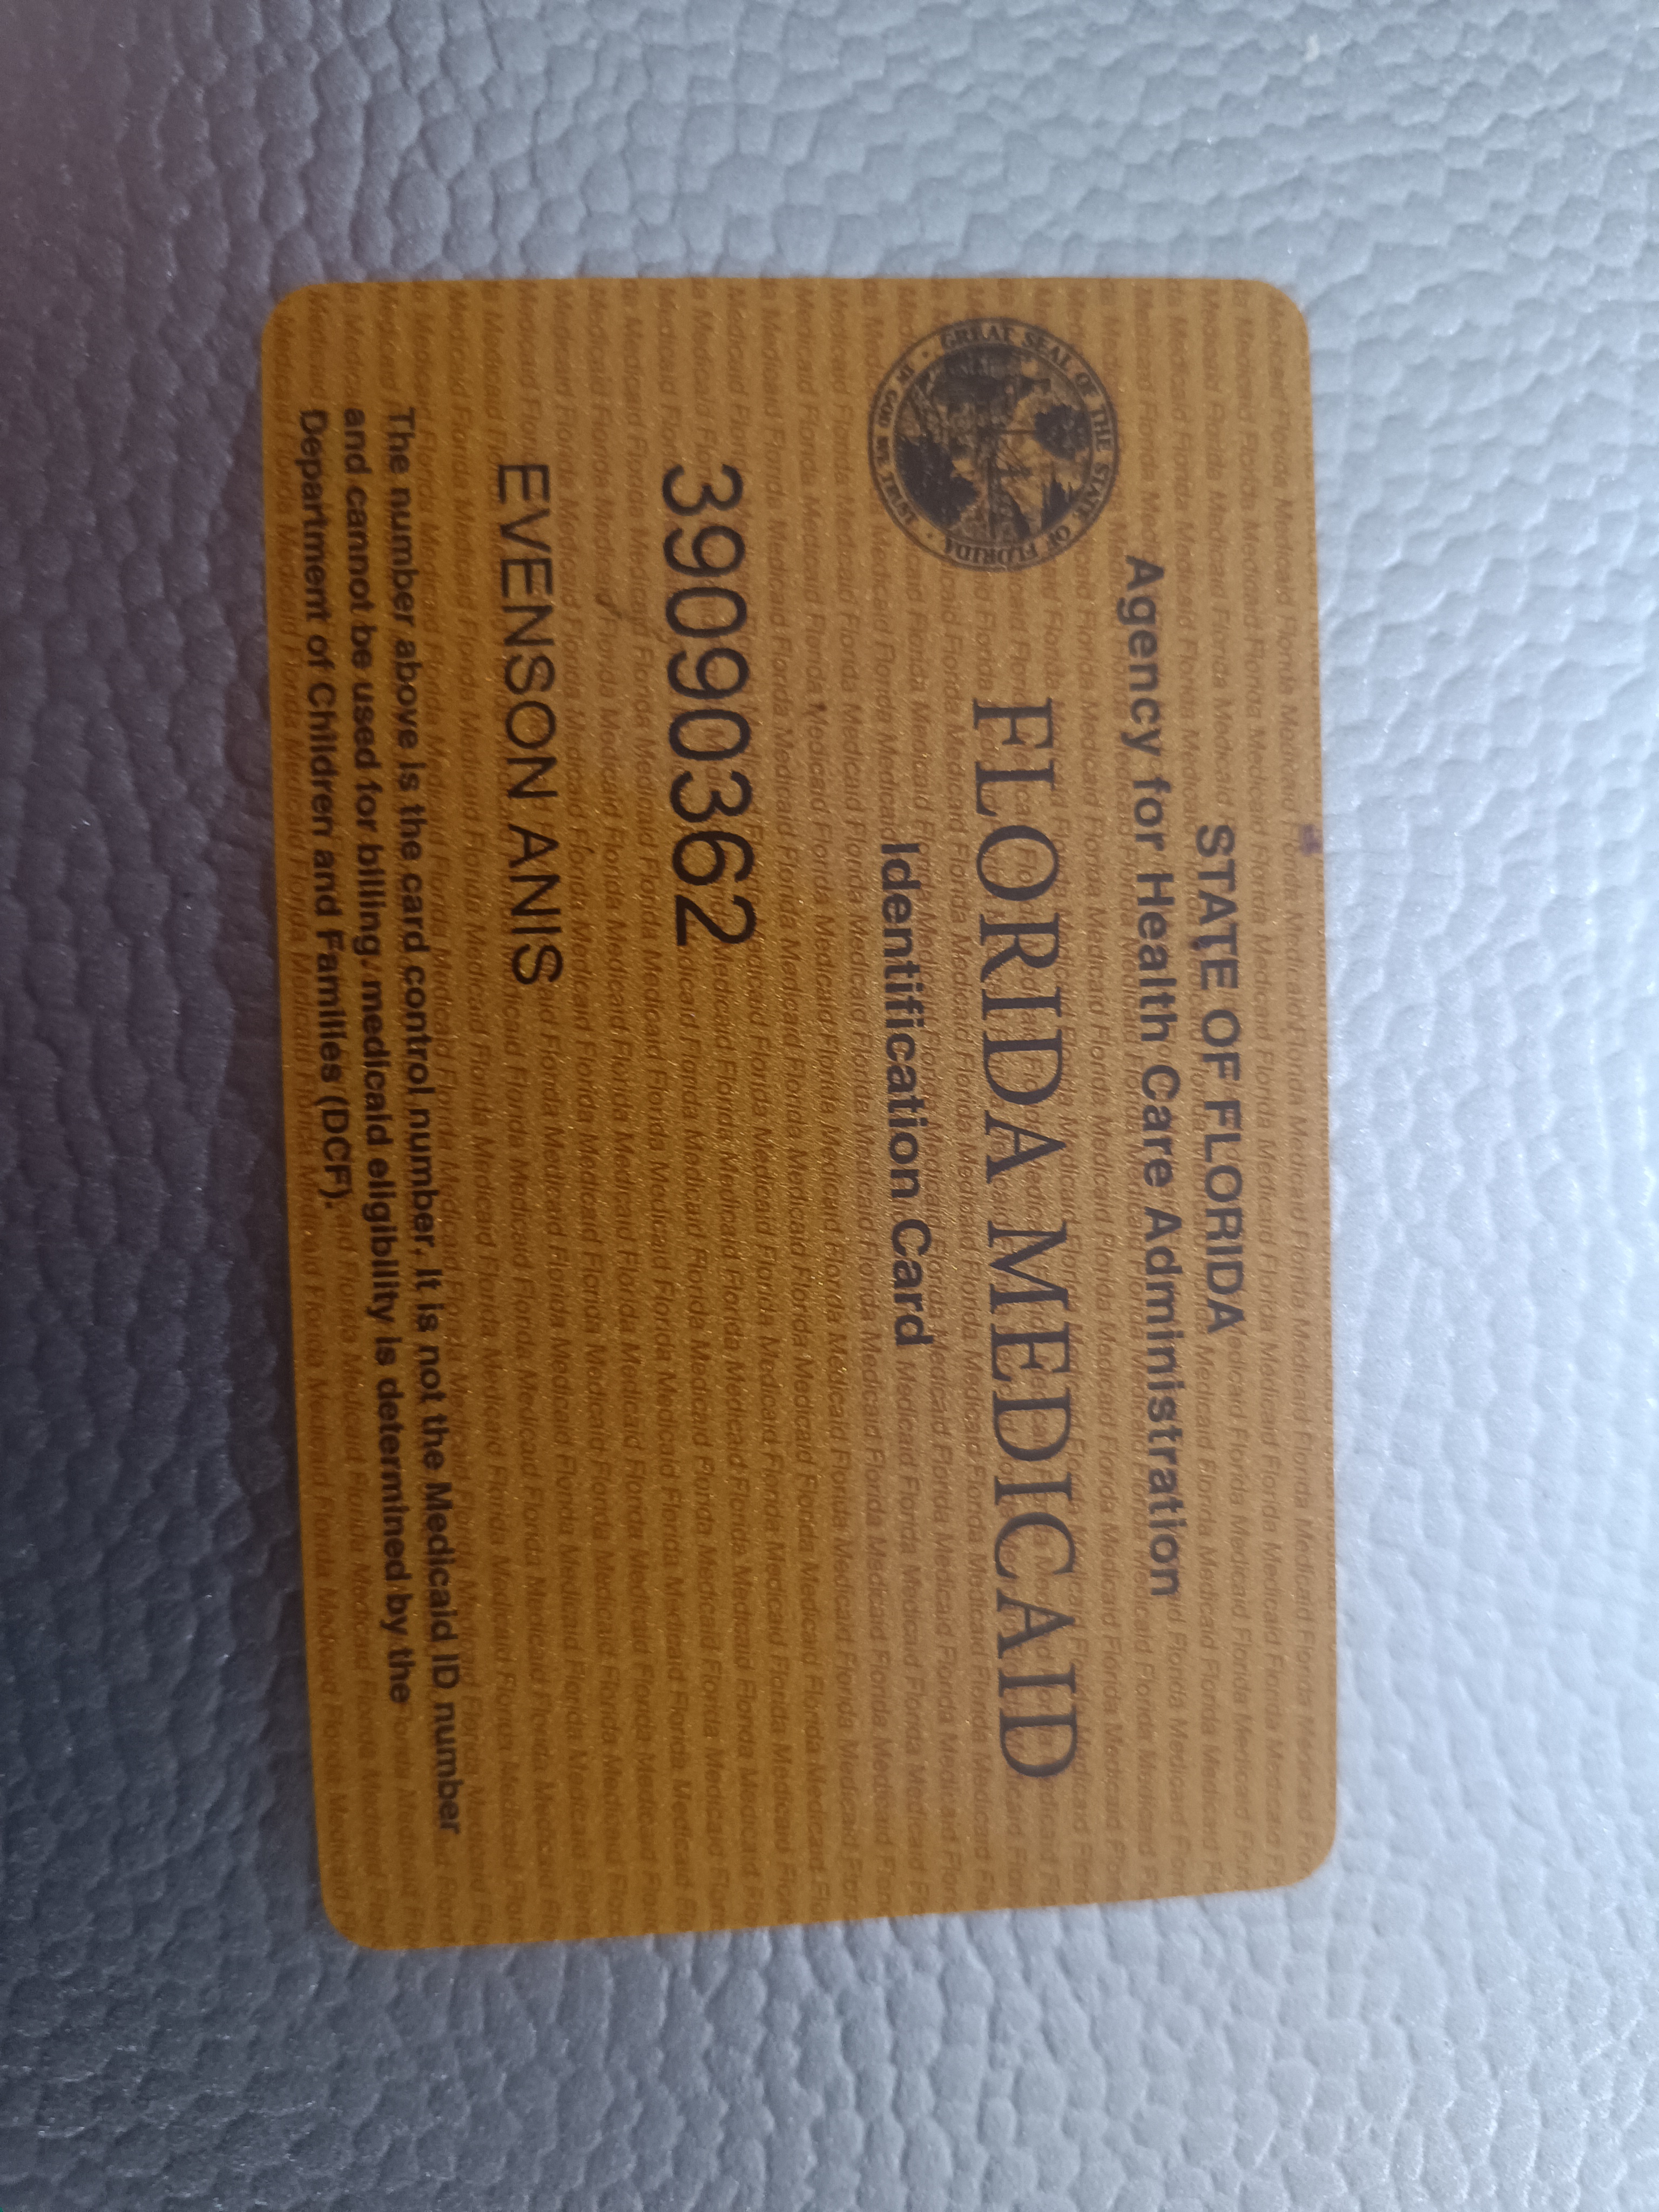 STATE OF FLORIDA
Agency for Health Care Administration
FLORIDA MEDICAID
Identification Card
GREAT SEAL OF THE STATE OF FLORIDA
IN GOD WE TRUST
3909090362
EVENSON ANIS
The number above is the card control number. It is not the Medicaid ID number
and cannot be used for billing. medicaid eligibility is determined by the
Department of Children and Families (DCF).